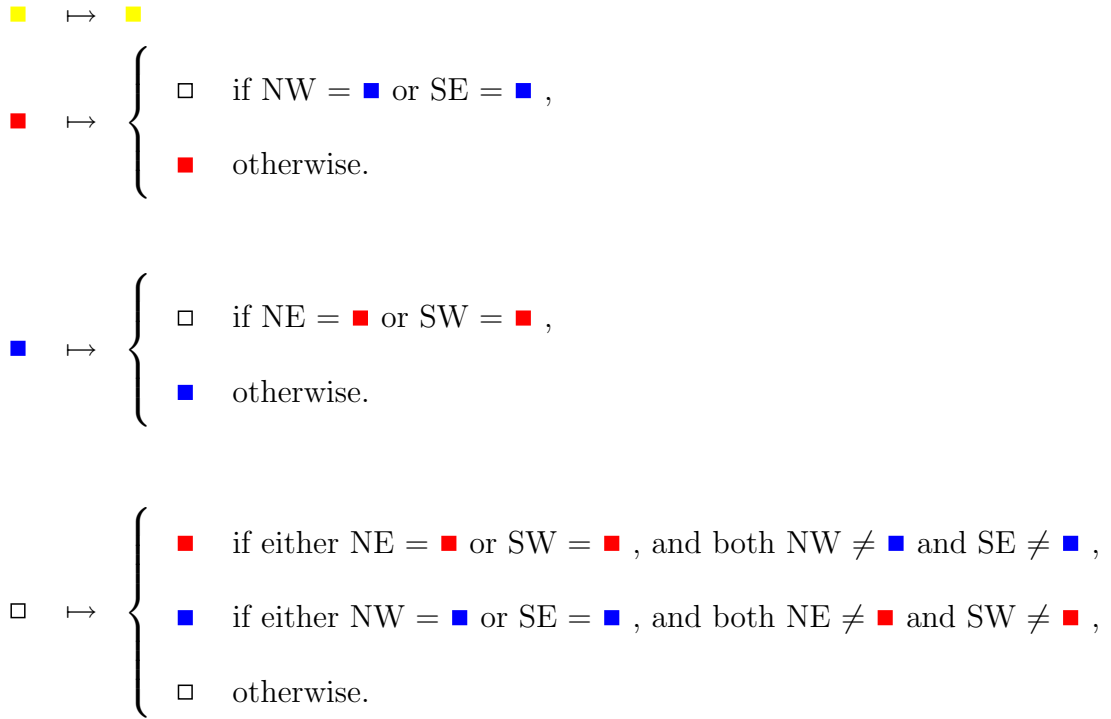 ■ ↦ ■
□ if NW = ■ or SE = ■ ,
■ ↦
■ otherwise.
□ if NE = ■ or SW = ■ ,
■ ↦
■ otherwise.
■ if either NE = ■ or SW = ■ , and both NW ≠ ■ and SE ≠ ■ ,
□ ↦ ■ if either NW = ■ or SE = ■ , and both NE ≠ ■ and SW ≠ ■ ,
□ otherwise.